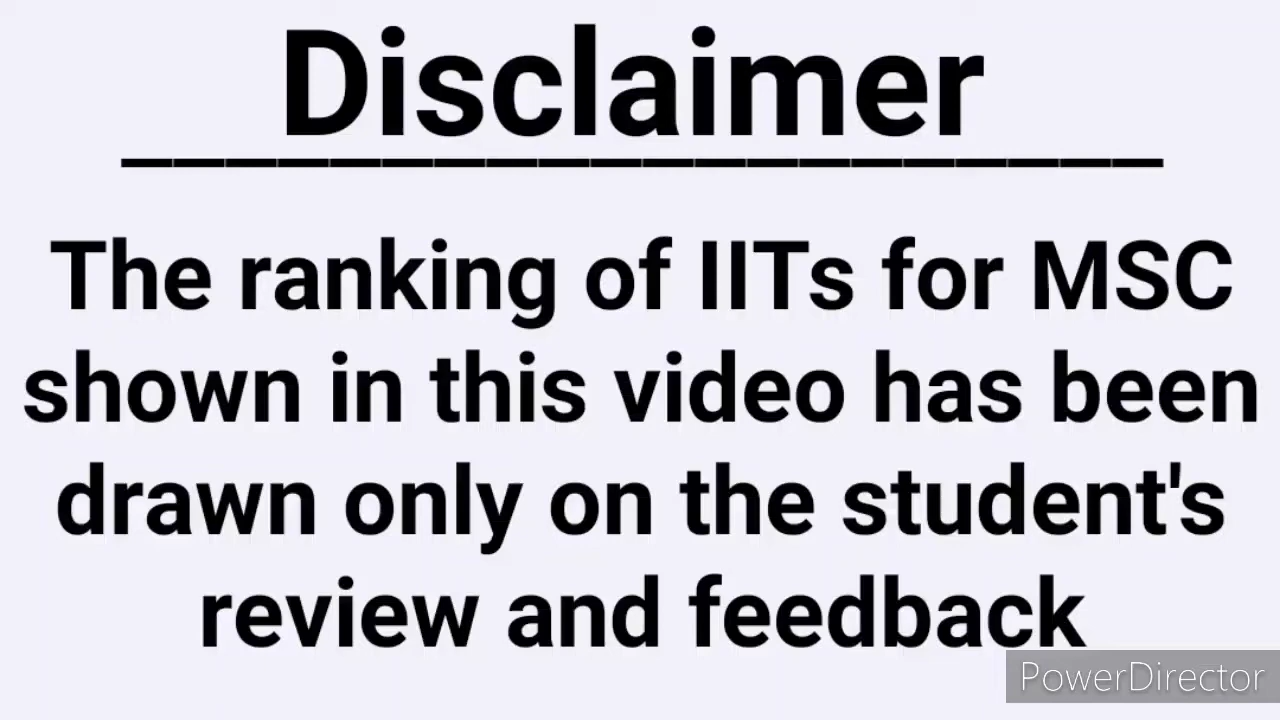 Disclaimer
The ranking of IITs for MSC
shown in this video has been
drawn only on the student's
review and feedback
PowerDirector